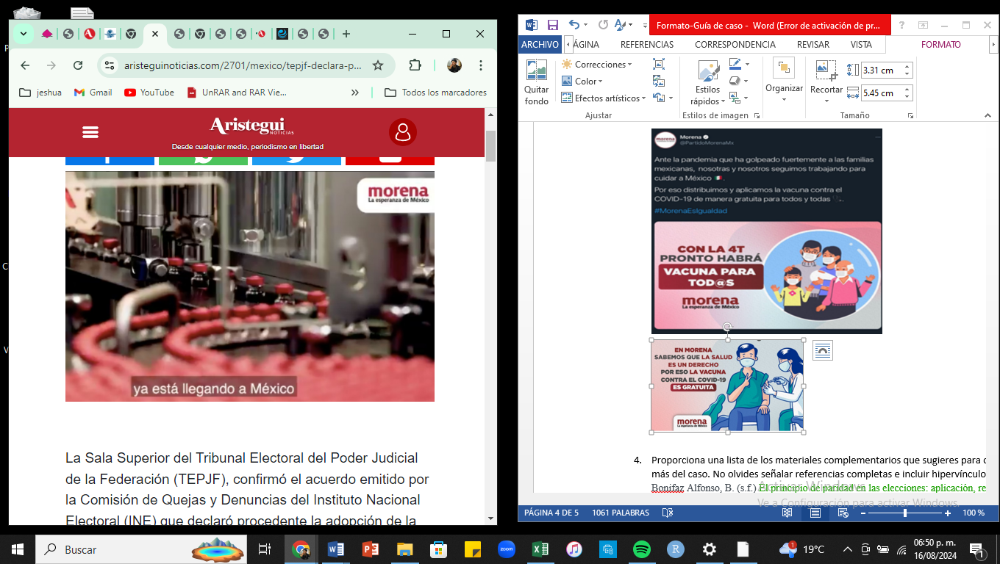 aristeguinoticias.com/2701/mexico/tepjf-declara-p...
jeshua
Gmail
YouTube
UnRAR and RAR Vie...
Todos los marcadores
Aristegui
NOTICIAS
Desde cualquier medio, periodismo en libertad
morena
La esperanza de México
ya está llegando a México
La Sala Superior del Tribunal Electoral del Poder Judicial
de la Federación (TEPJF), confirmó el acuerdo emitido por
la Comisión de Quejas y Denuncias del Instituto Nacional
Electoral (INE) que declaró procedente la adopción de la
Formato-Guía de caso - Word (Error de activación de pr...
ARCHIVO
ÁGINA
REFERENCIAS
CORRESPONDENCIA
REVISAR
VISTA
FORMATO
Quitar
fondo
Correcciones
Color
Efectos artísticos
Ajustar
Estilos
rápidos
Estilos de imagen
Organizar
Recortar
3.31 cm
5.45 cm
Tamaño
morena
Morena
@PartidoMorenaMx
Ante la pandemia que ha golpeado fuertemente a las familias
mexicanas, nosotras y nosotros seguimos trabajando para
cuidar a México
Por eso distribuimos y aplicamos la vacuna contra el
COVID-19 de manera gratuita para todos y todas
#MorenaEsIgualdad
CON LA 4T
PRONTO HABRÁ
VACUNA PARA
TOD@S
morena
La esperanza de México
EN MORENA
SABEMOS QUE LA SALUD
ES UN DERECHO
POR ESO LA VACUNA
CONTRA EL COVID-19
ES GRATUITA
morena
La esperanza de México
4. Proporciona una lista de los materiales complementarios que sugieres para
más del caso. No olvides señalar referencias completas e incluir hipervínculo
Bonifaz Alfonso, B. (s.f.) El principio de paridad en las elecciones: aplicación, re
Activar Windows
Ve a Configuración para activar Windows.
PÁGINA 4 DE 5
1061 PALABRAS
100 %
Buscar
zoom
19°C
06:50 p. m.
16/08/2024